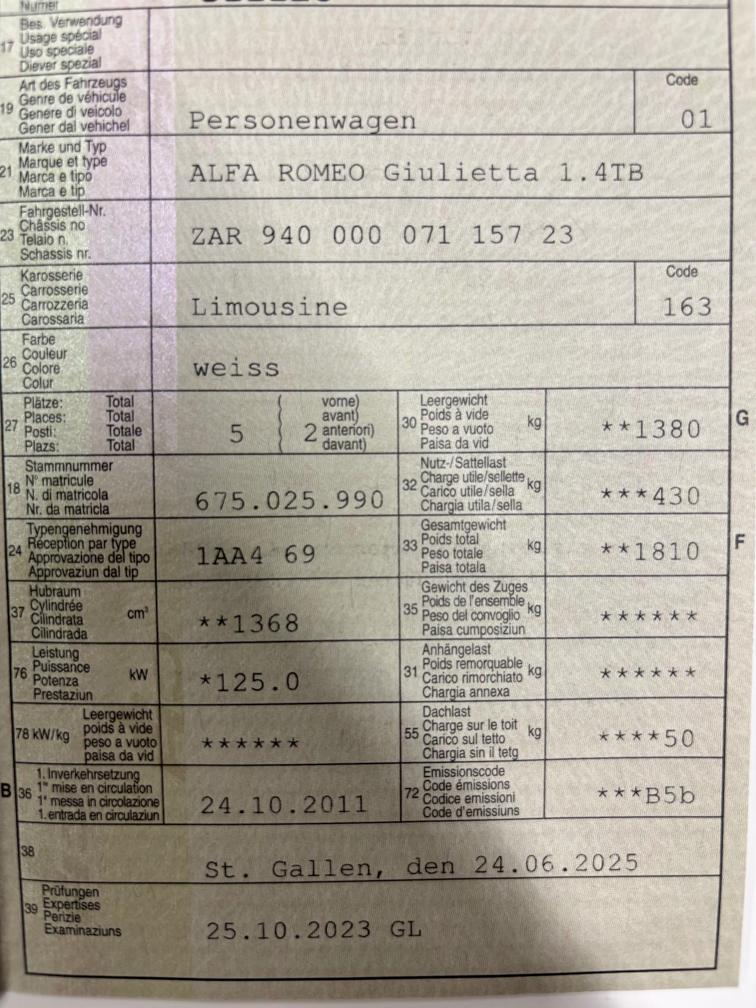 Numer
17 Bes. Verwendung
Usage spécial
Uso speciale
Diever spezial
19 Art des Fahrzeugs
Genre de véhicule
Genere di veicolo
Gener dal vehichel
Personenwagen
Code
01
21 Marke und Typ
Marque et type
Marca e tipo
Marca e tip
ALFA ROMEO Giulietta 1.4TB
23 Fahrgestell-Nr.
Châssis no
Telaio n.
Schassis nr.
ZAR 940 000 071 157 23
25 Karosserie
Carrosserie
Carrozzeria
Carossaria
Limousine
Code
163
26 Farbe
Couleur
Colore
Colur
weiss
27 Plätze: Total
Places: Total
Posti: Totale
Plazs: Total
5
2
vorne)
avant)
anteriori)
davant)
30 Leergewicht
Poids à vide
Peso a vuoto
Paisa da vid
kg
**1380
G
18 Stammnummer
N° matricule
N. di matricola
Nr. da matricla
675.025.990
32 Nutz-/Sattellast
Charge utile/sellette
Carico utile/sella
Chargia utila/sella
kg
***430
24 Typengenehmigung
Réception par type
Approvazione del tipo
Approvaziun dal tip
1AA4 69
33 Gesamtgewicht
Poids total
Peso totale
Paisa totala
kg
**1810
F
37 Hubraum
Cylindrée
Cilindrata
Cilindrada
cm³
**1368
35 Gewicht des Zuges
Poids de l'ensemble
Peso del convoglio
Paisa cumposiziun
kg
******
76 Leistung
Puissance
Potenza
Prestaziun
kW
*125.0
31 Anhängelast
Poids remorquable
Carico rimorchiato
Chargia annexa
kg
******
78 kW/kg
Leergewicht
poids à vide
peso a vuoto
paisa da vid
******
55 Dachlast
Charge sur le toit
Carico sul tetto
Chargia sin il tetg
kg
****50
B
36 1. Inverkehrsetzung
1re mise en circulation
1a messa in circolazione
1. entrada en circulaziun
24.10.2011
72 Emissionscode
Code émissions
Codice emissioni
Code d'emissiuns
***B5b
38
St. Gallen, den 24.06.2025
39 Prüfungen
Expertises
Perizie
Examinaziuns
25.10.2023 GL